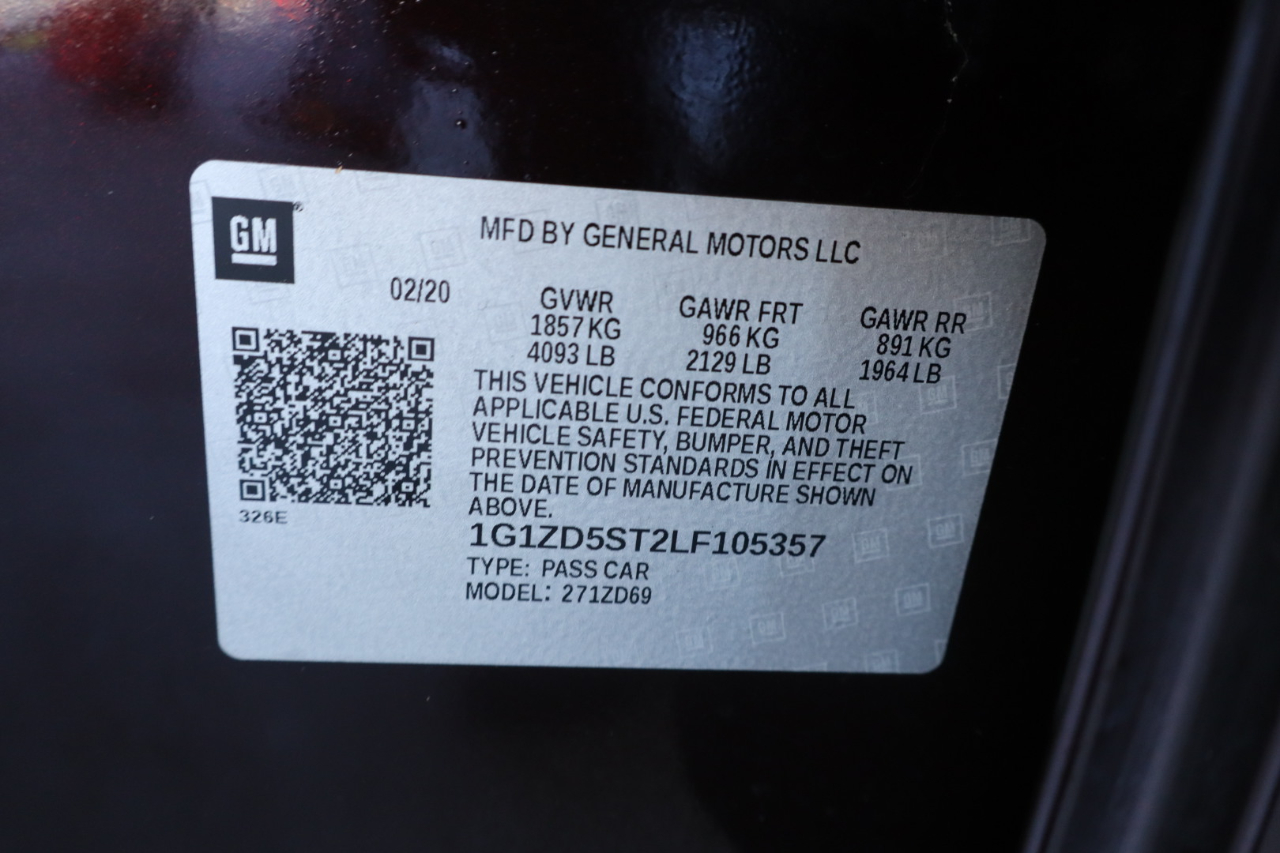 GM
MFD BY GENERAL MOTORS LLC
02/20
GVWR GAWR FRT GAWR RR
1857 KG 966 KG 891 KG
4093 LB 2129 LB 1964 LB
THIS VEHICLE CONFORMS TO ALL
APPLICABLE U.S. FEDERAL MOTOR
VEHICLE SAFETY, BUMPER, AND THEFT
PREVENTION STANDARDS IN EFFECT ON
THE DATE OF MANUFACTURE SHOWN
ABOVE.
326E
1G1ZD5ST2LF105357
TYPE: PASS CAR
MODEL: 271ZD69